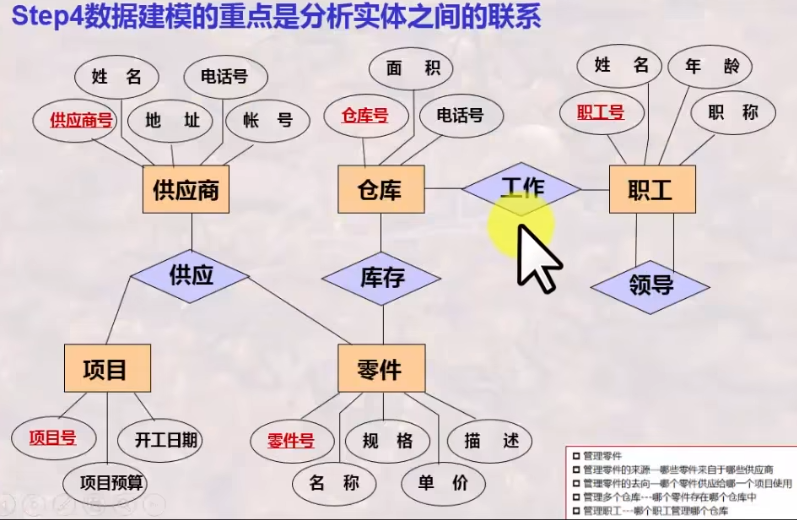 Step4数据建模的重点是分析实体之间的联系
姓 名
电话号
供应商号
地 址
帐 号
供应商
面 积
仓库号
电话号
仓库
工作
姓 名
年 龄
职工号
职 称
职工
供应
库存
领导
项目
零件
项目号
开工日期
项目预算
零件号
规 格
描 述
名 称
单 价
管理零件
管理零件的来源---哪些零件来自于哪些供应商
管理零件的去向---哪个零件供应给哪一个项目使用
管理多个仓库---哪个零件存在哪个仓库中
管理职工---哪个职工管理哪个仓库